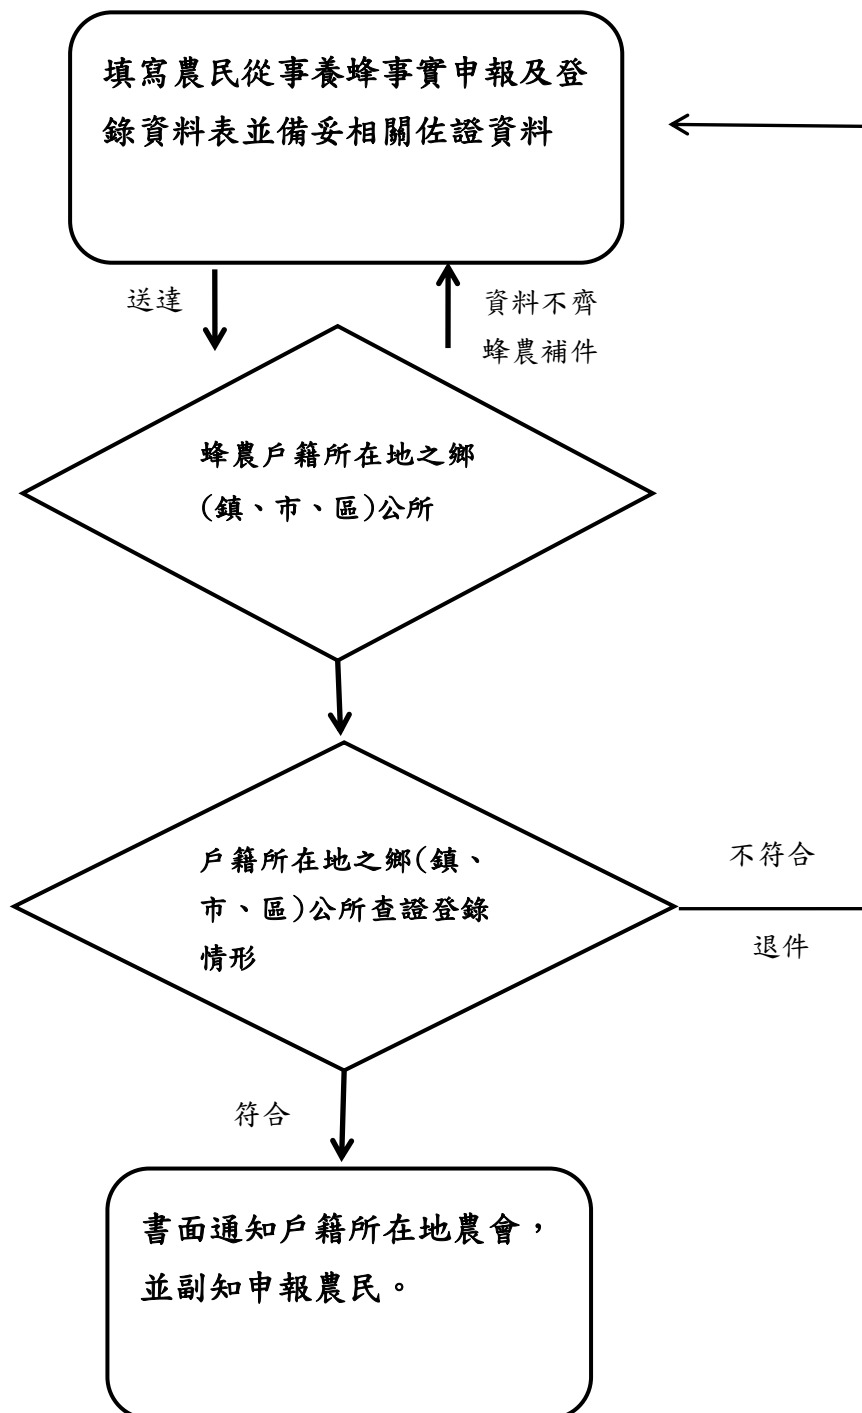 填寫農民從事養蜂事實申報及登
錄資料表並備妥相關佐證資料
送達
資料不齊
蜂農補件
蜂農戶籍所在地之鄉
(鎮、市、區)公所
戶籍所在地之鄉(鎮、
市、區)公所查證登錄
情形
不符合
退件
符合
書面通知戶籍所在地農會，
並副知申報農民。